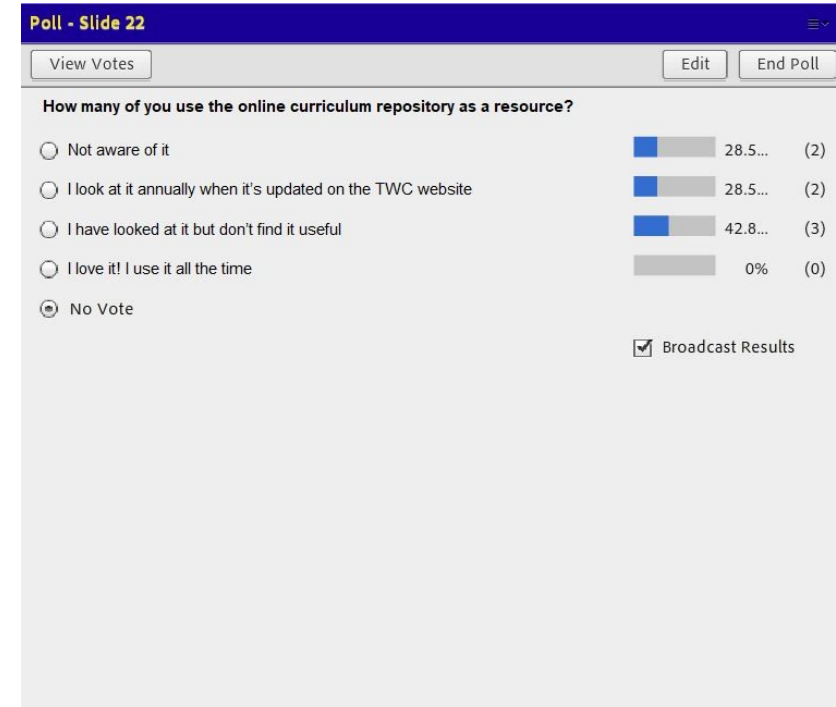 Poll - Slide 22
View Votes Edit End Poll
How many of you use the online curriculum repository as a resource?
Not aware of it 28.5... (2)
I look at it annually when it's updated on the TWC website 28.5... (2)
I have looked at it but don't find it useful 42.8... (3)
I love it! I use it all the time 0% (0)
No Vote
Broadcast Results